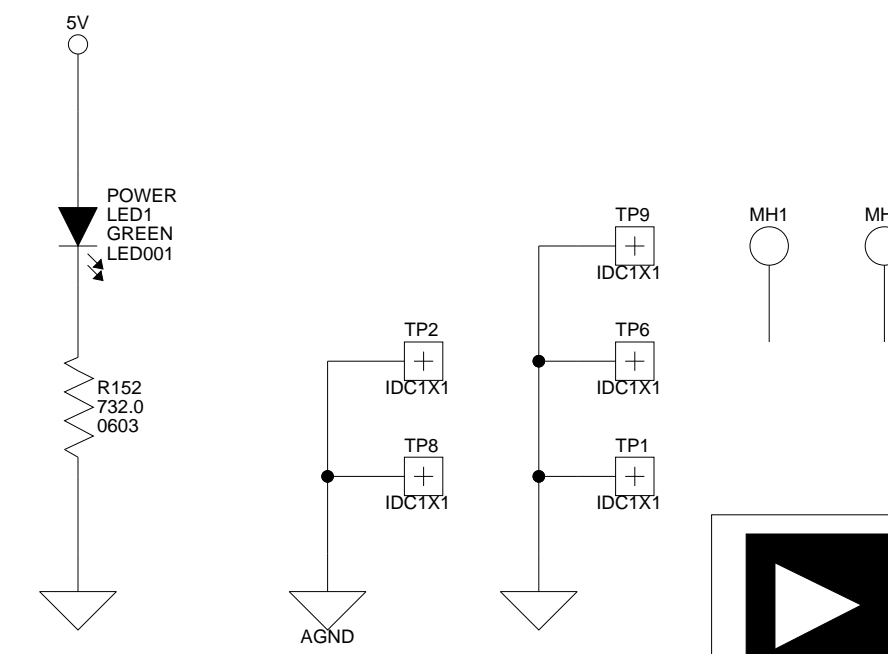 5V
POWER
LED1
GREEN
LED001
R152
732.0
0603
TP2
IDC1X1
TP8
IDC1X1
AGND
TP9
IDC1X1
TP6
IDC1X1
TP1
IDC1X1
MH1
MH